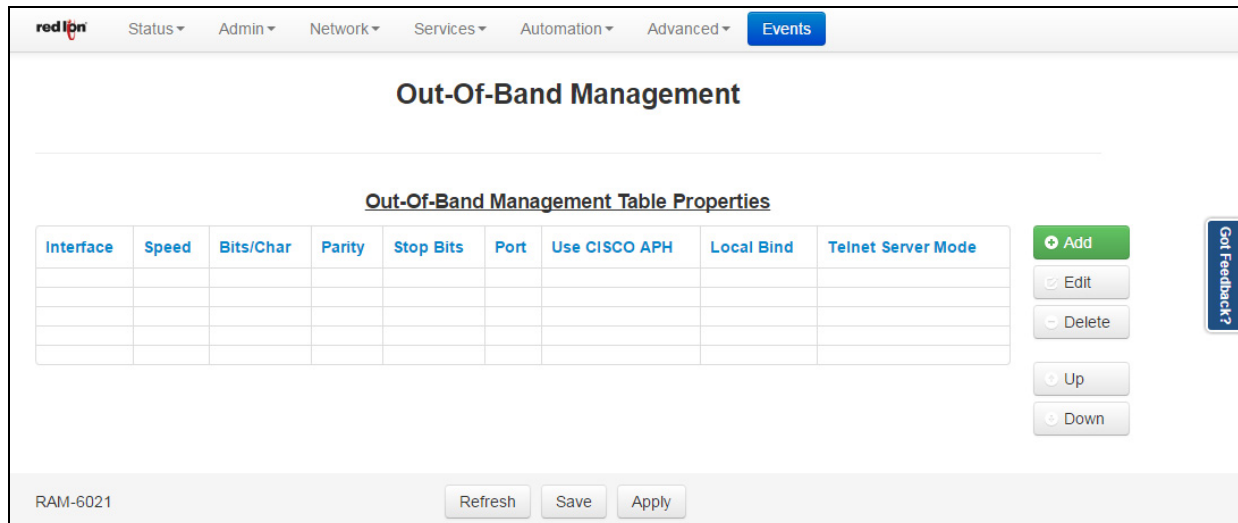 red lion Status Admin Network Services Automation Advanced Events
Out-Of-Band Management
Out-Of-Band Management Table Properties
Interface Speed Bits/Char Parity Stop Bits Port Use CISCO APH Local Bind Telnet Server Mode
Add
Edit
Delete
Up
Down
Got Feedback?
RAM-6021 Refresh Save Apply